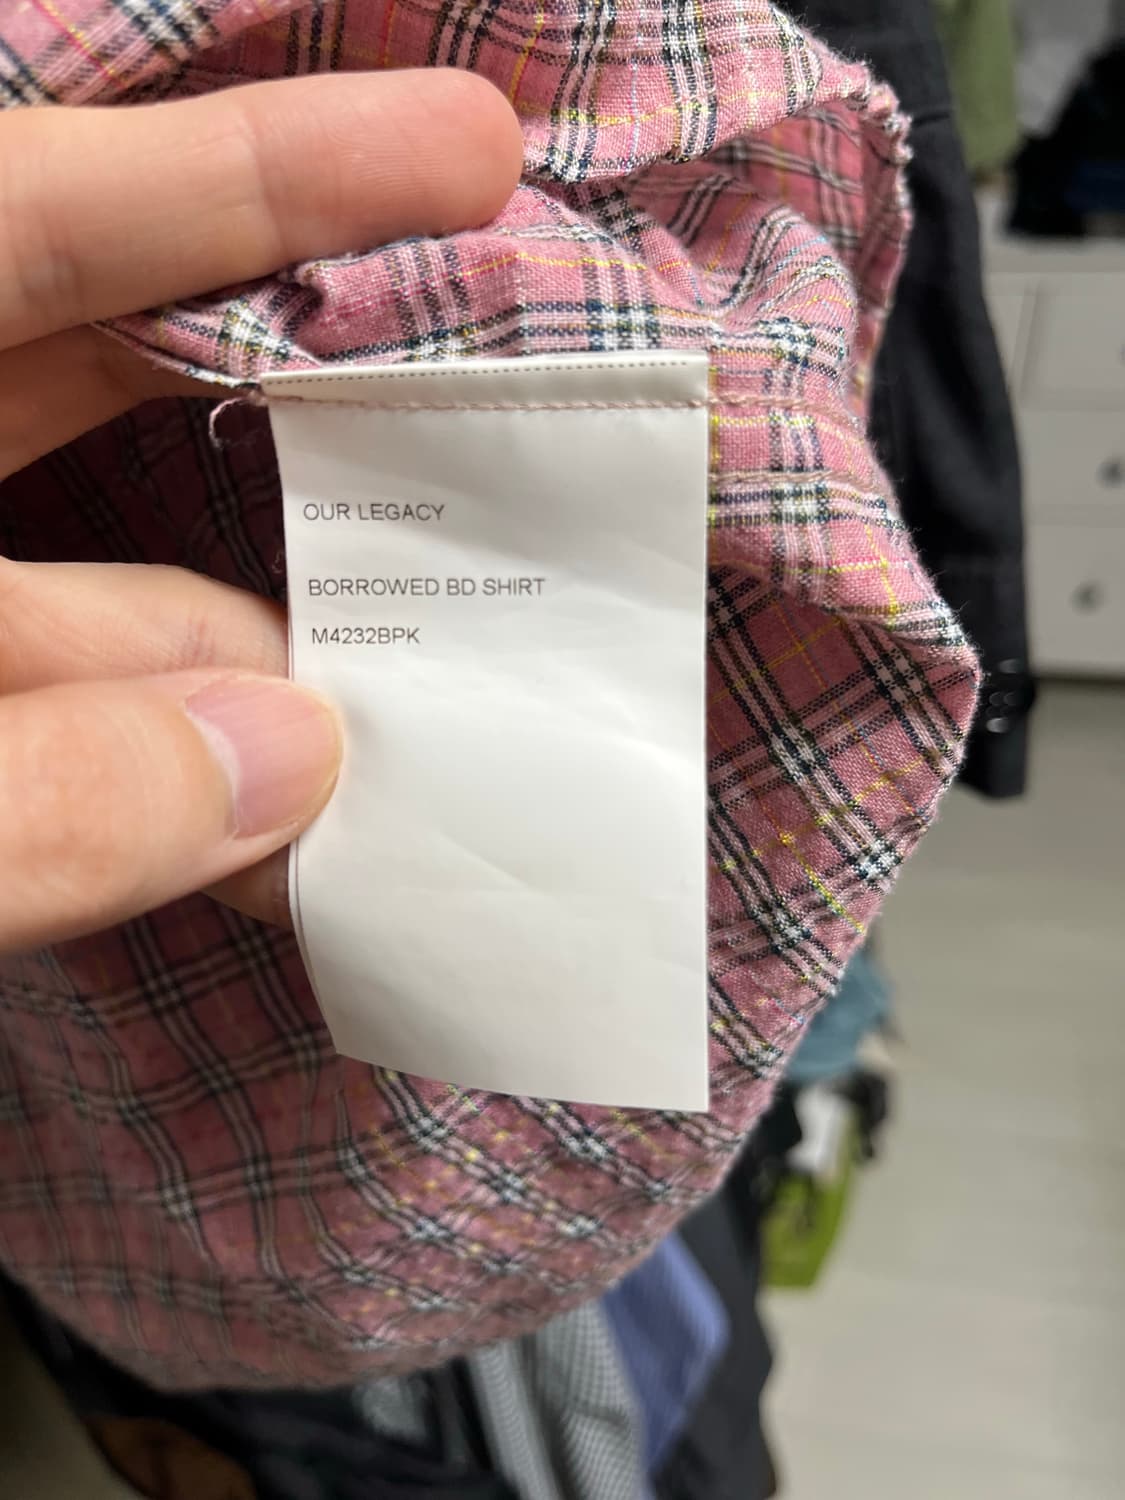 OUR LEGACY
BORROWED BD SHIRT
M4232BPK